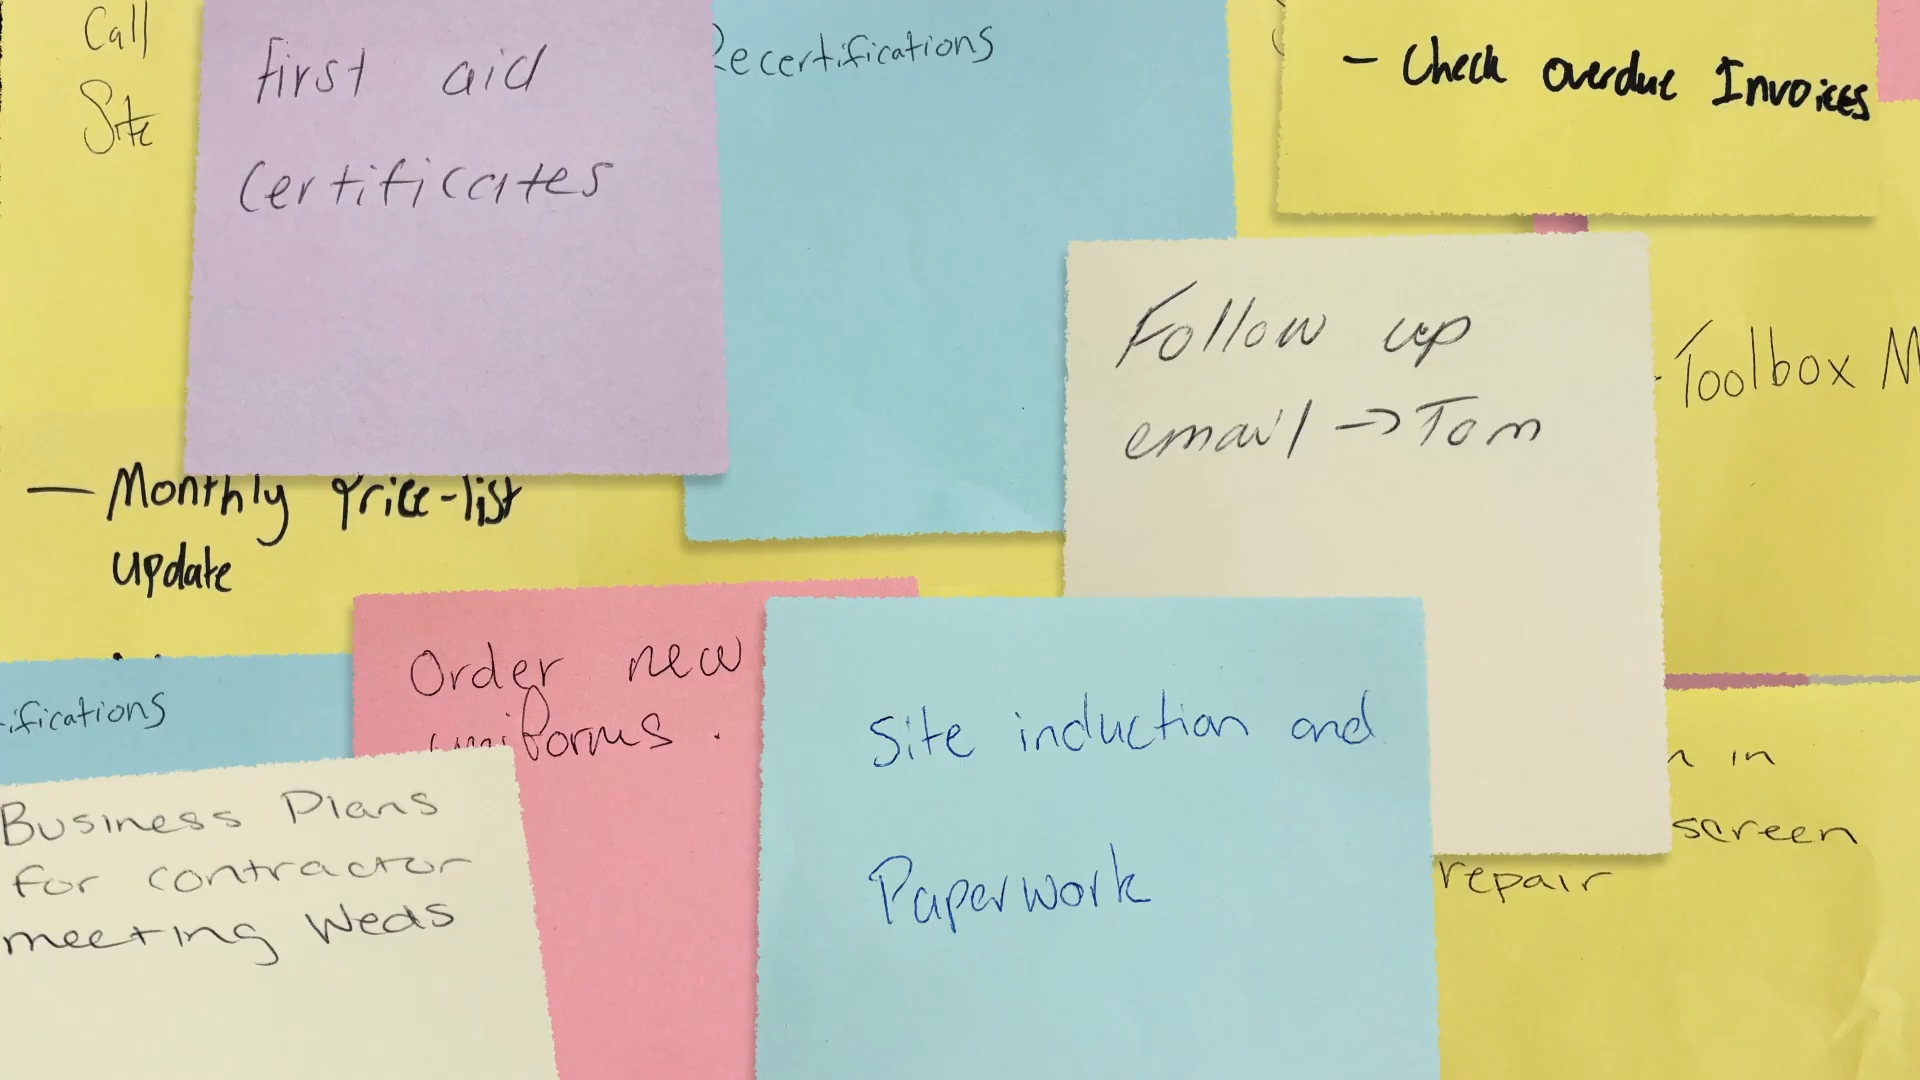 Call
Site
first aid
certificates
Recertifications
- Check overdue Invoices
Follow up
email → Tom
- Toolbox M
— Monthly Price-list
update
ifications
Order new
uniforms.
Business Plans
for contractor
meeting Weds
Site induction and
Paperwork
in
screen
repair